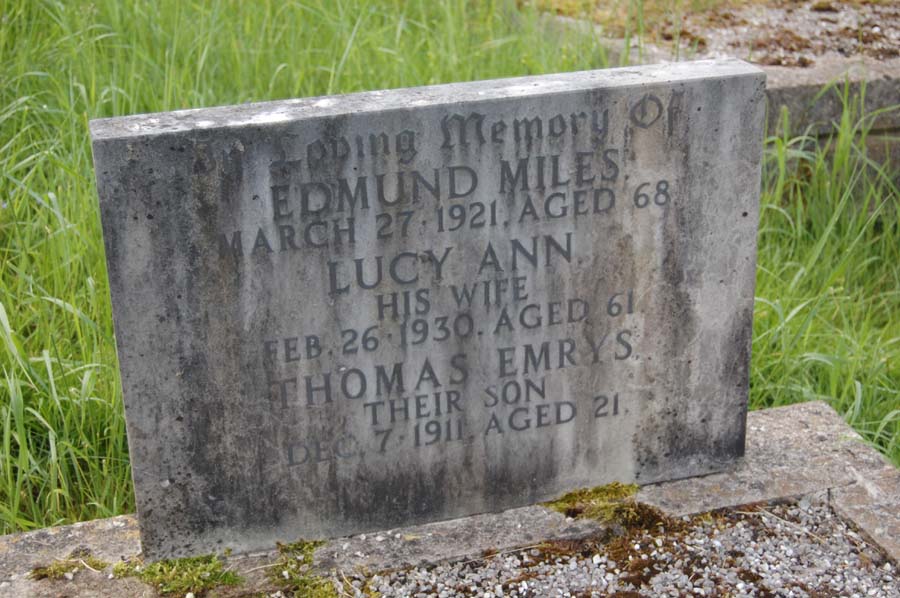 In Loving Memory Of
EDMUND MILES.
MARCH 27. 1921. AGED 68.
LUCY ANN
HIS WIFE
FEB. 26. 1930. AGED 61.
THOMAS EMRYS.
THEIR SON
DEC. 7. 1911. AGED 21.